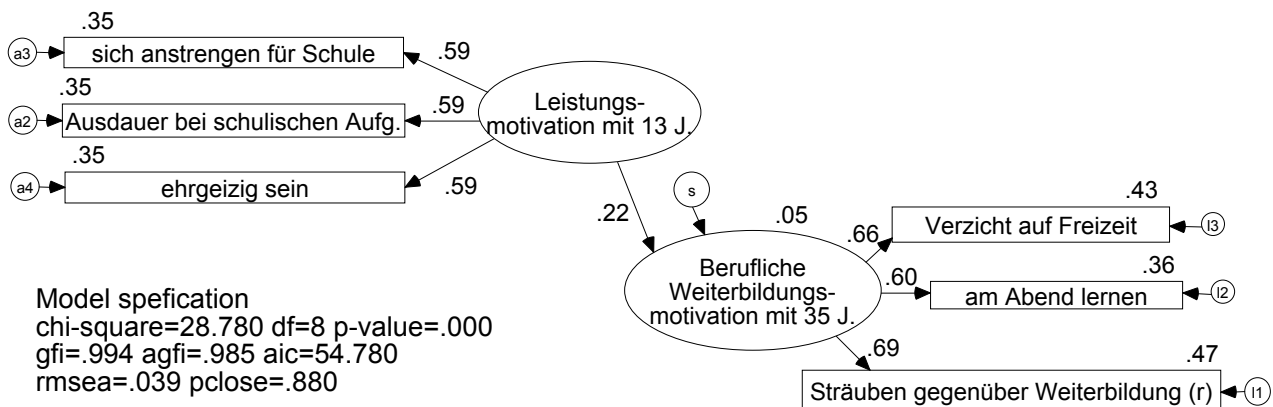 .35
a3
sich anstrengen für Schule
.59
.35
a2
Ausdauer bei schulischen Aufg.
.59
Leistungs-
motivation mit 13 J.
.35
a4
ehrgeizig sein
.59
.22
s
.05
Berufliche
Weiterbildungs-
motivation mit 35 J.
.66
.43
Verzicht auf Freizeit
l3
.60
.36
am Abend lernen
l2
.69
.47
Sträuben gegenüber Weiterbildung (r)
l1
Model spefication
chi-square=28.780 df=8 p-value=.000
gfi=.994 agfi=.985 aic=54.780
rmsea=.039 pclose=.880